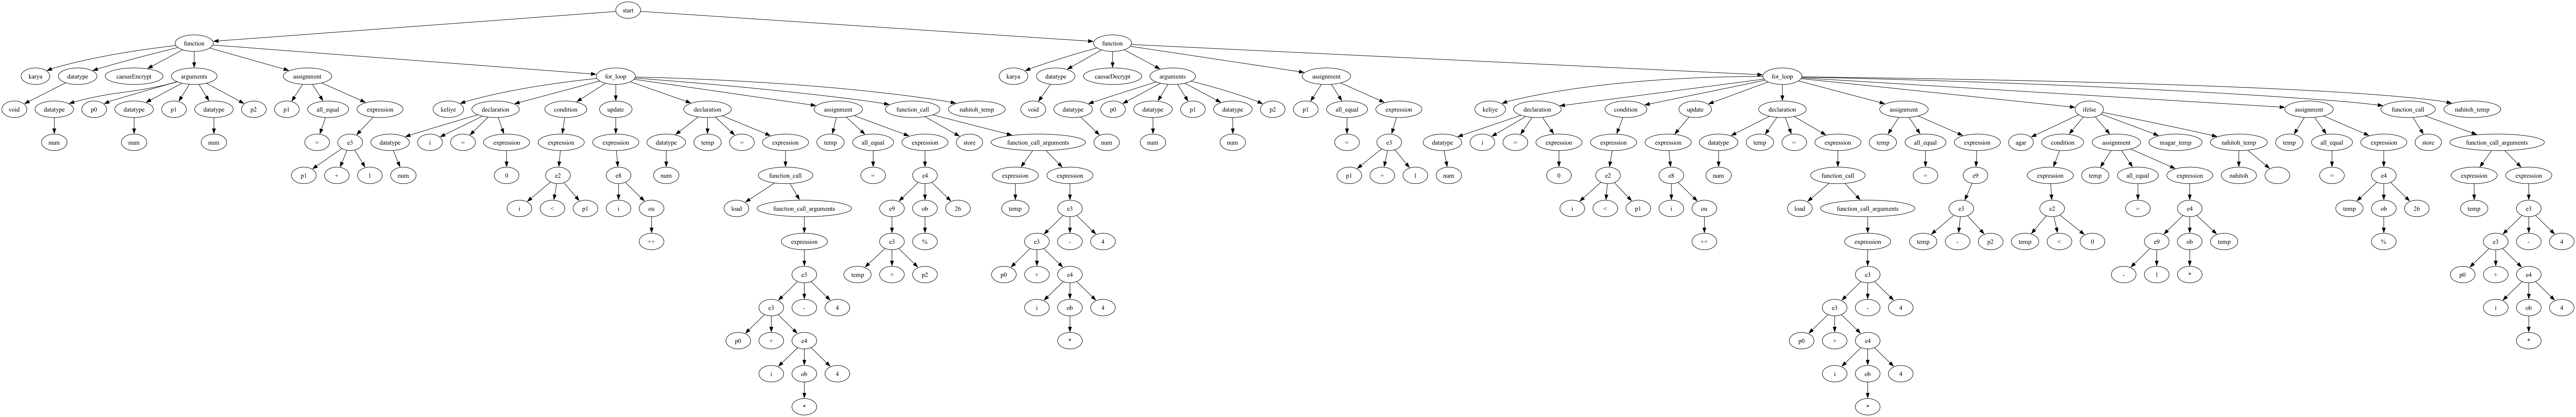 start
function function
karya datatype caesarEncrypt arguments assignment for_loop karya datatype caesarDecrypt arguments assignment for_loop
void datatype p0 datatype p1 datatype p2 p1 all_equal expression keliye declaration condition update declaration assignment function_call nahitoh_temp void datatype p0 datatype p1 datatype p2 p1 all_equal expression keliye declaration condition update declaration assignment ifelse assignment function_call nahitoh_temp
num num num = e3 datatype i = expression expression expression datatype temp = expression temp all_equal expression store function_call_arguments num num num = e3 datatype i = expression expression expression datatype temp = expression temp all_equal expression agar condition assignment magar_temp nahitoh_temp temp all_equal expression store function_call_arguments
p1 + 1 num 0 e2 e8 num function_call = e4 expression expression p1 + 1 num 0 e2 e8 num function_call = e9 expression temp all_equal expression nahitoh = e4 expression expression
i < p1 i ou load function_call_arguments e9 ob 26 temp e3 i < p1 i ou load function_call_arguments e3 e2 = e4 temp ob 26 temp e3
++ expression e3 % e3 - 4 ++ expression temp - p2 temp < 0 e9 ob temp % e3 - 4
e3 temp + p2 p0 + e4 e3 - 1 * p0 + e4
e3 - 4 i ob 4 e3 - 4 i ob 4
p0 + e4 * p0 + e4 *
i ob 4 i ob 4
* *